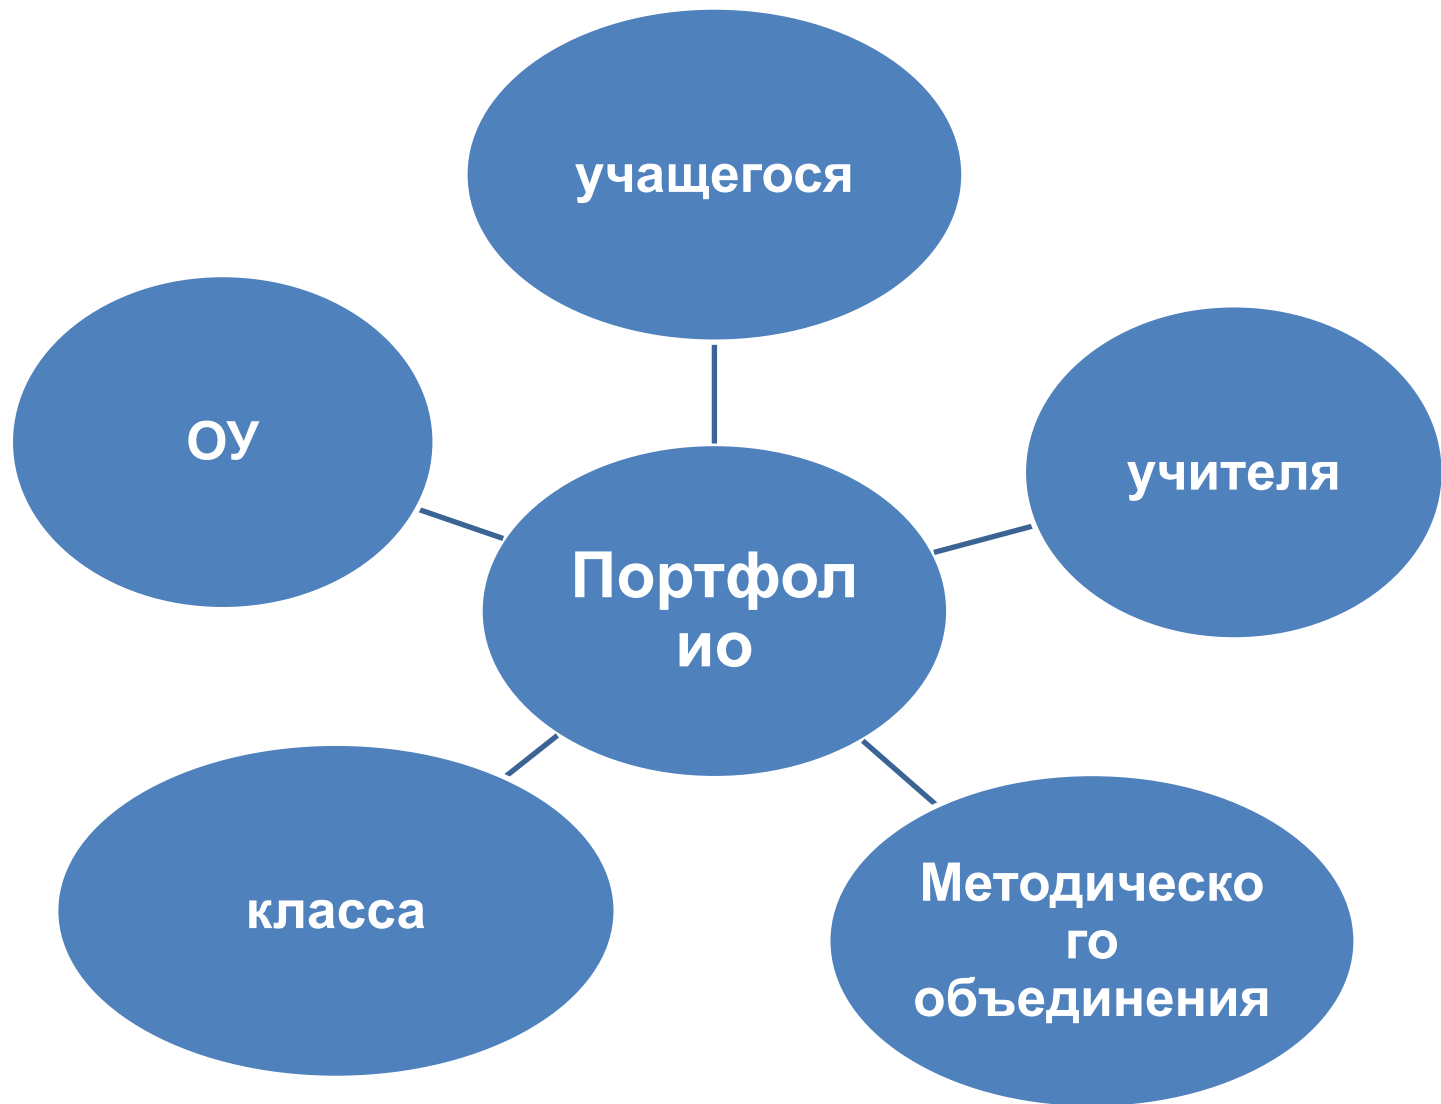 учащегося
ОУ
учителя
Портфол
ио
класса
Методическо
го
объединения